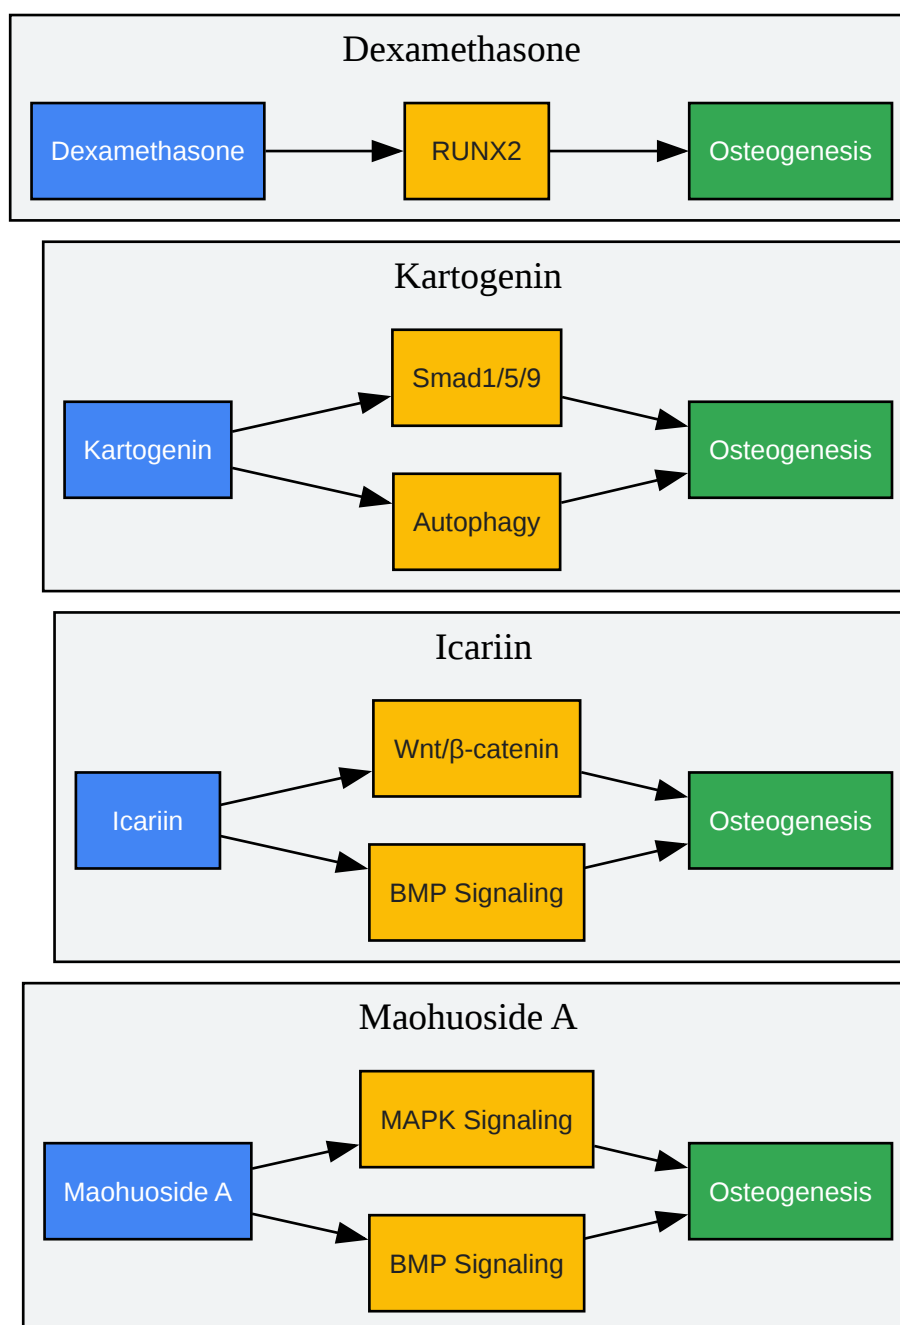 Dexamethasone
Dexamethasone
RUNX2
Osteogenesis
Kartogenin
Smad1/5/9
Kartogenin
Osteogenesis
Autophagy
Icariin
Wnt/β-catenin
Icariin
Osteogenesis
BMP Signaling
Maohuoside A
MAPK Signaling
Maohuoside A
Osteogenesis
BMP Signaling